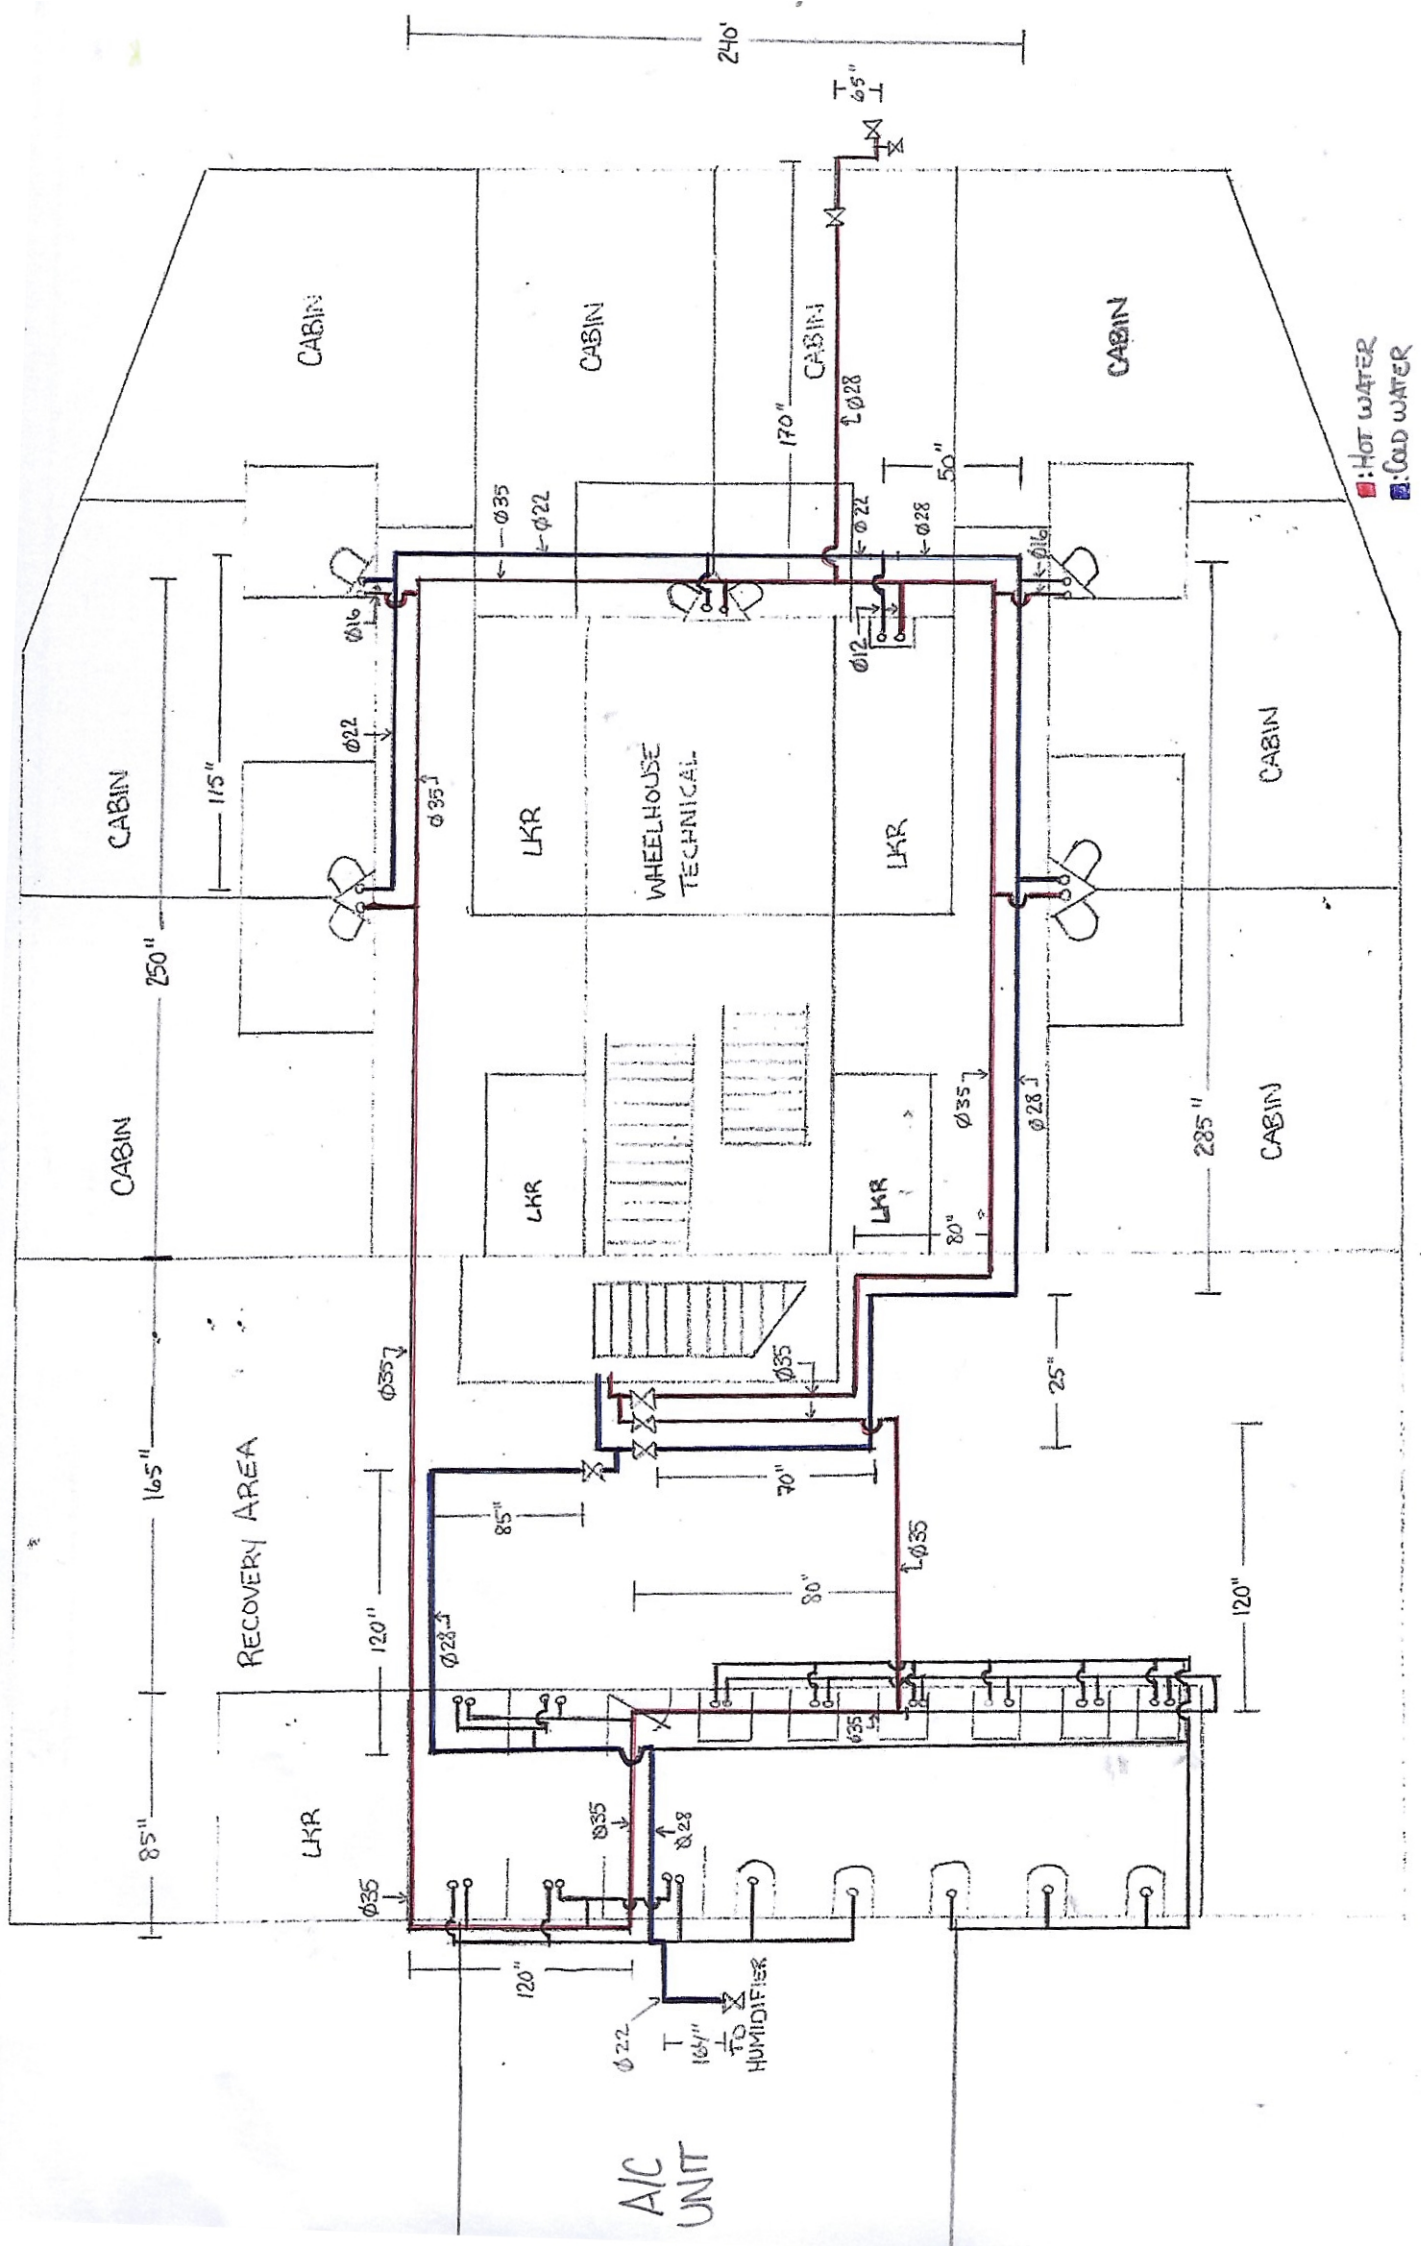 CABIN
CABIN
85"
165"
250"
115"
RECOVERY AREA
LKR
CABIN
Ø35
120"
Ø35
Ø16
Ø22
Ø28
Ø35
85"
Ø35
Ø22
120"
LKR
LKR
CABIN
Ø35
Ø22
A/C
UNIT
164"
TO
HUMIDIFIER
Ø28
WHEELHOUSE
TECHNICAL
240'
70"
Ø35
170"
80"
CABIN
Ø35
Ø28
65"
Ø12
Ø22
LKR
LKR
Ø35
Ø28
80"
Ø35
50"
Ø28
Ø16
25"
CABIN
285"
120"
CABIN
CABIN
:HOT WATER
:COLD WATER